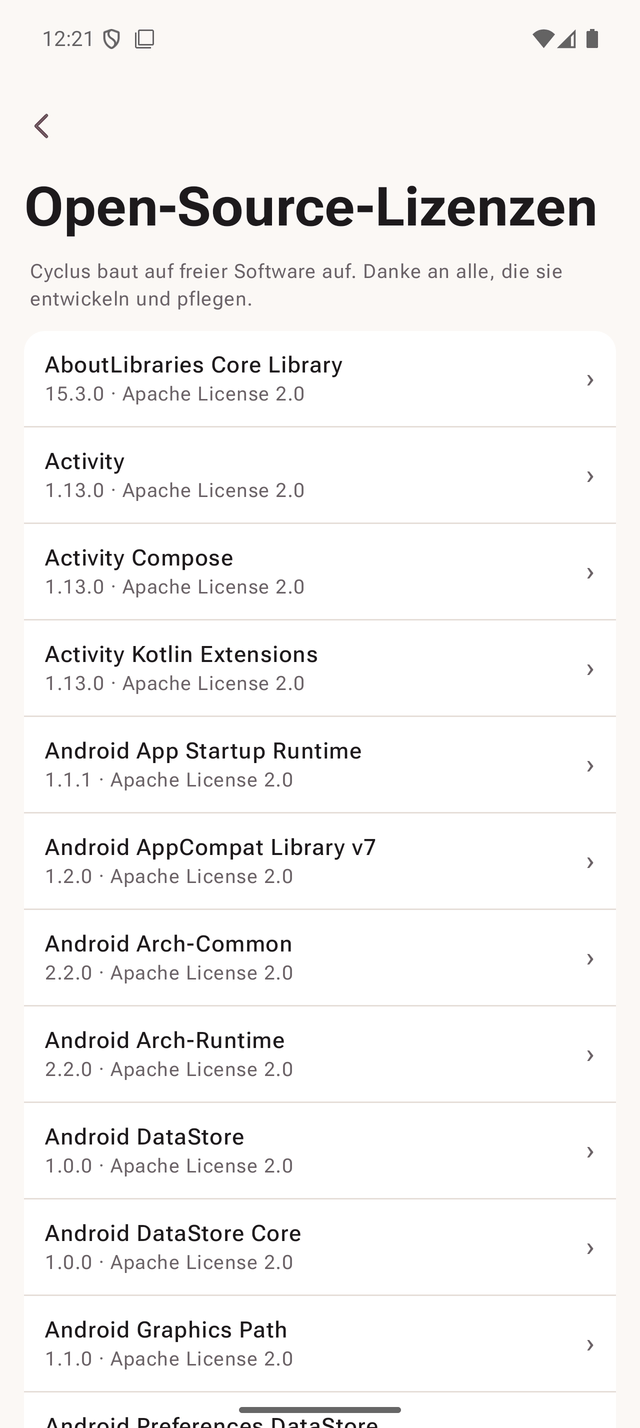 12:21
Open-Source-Lizenzen
Cyclus baut auf freier Software auf. Danke an alle, die sie
entwickeln und pflegen.
AboutLibraries Core Library
15.3.0 · Apache License 2.0
Activity
1.13.0 · Apache License 2.0
Activity Compose
1.13.0 · Apache License 2.0
Activity Kotlin Extensions
1.13.0 · Apache License 2.0
Android App Startup Runtime
1.1.1 · Apache License 2.0
Android AppCompat Library v7
1.2.0 · Apache License 2.0
Android Arch-Common
2.2.0 · Apache License 2.0
Android Arch-Runtime
2.2.0 · Apache License 2.0
Android DataStore
1.0.0 · Apache License 2.0
Android DataStore Core
1.0.0 · Apache License 2.0
Android Graphics Path
1.1.0 · Apache License 2.0
Android Preferences DataStore